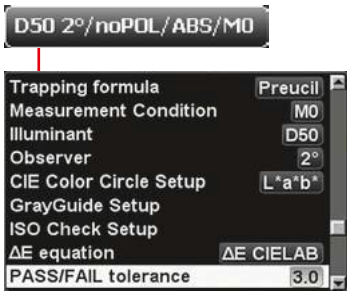 D50 2°/noPOL/ABS/M0
Trapping formula Preucil
Measurement Condition M0
Illuminant D50
Observer 2°
CIE Color Circle Setup L*a*b*
GrayGuide Setup
ISO Check Setup
ΔE equation ΔE CIELAB
PASS/FAIL tolerance 3.0